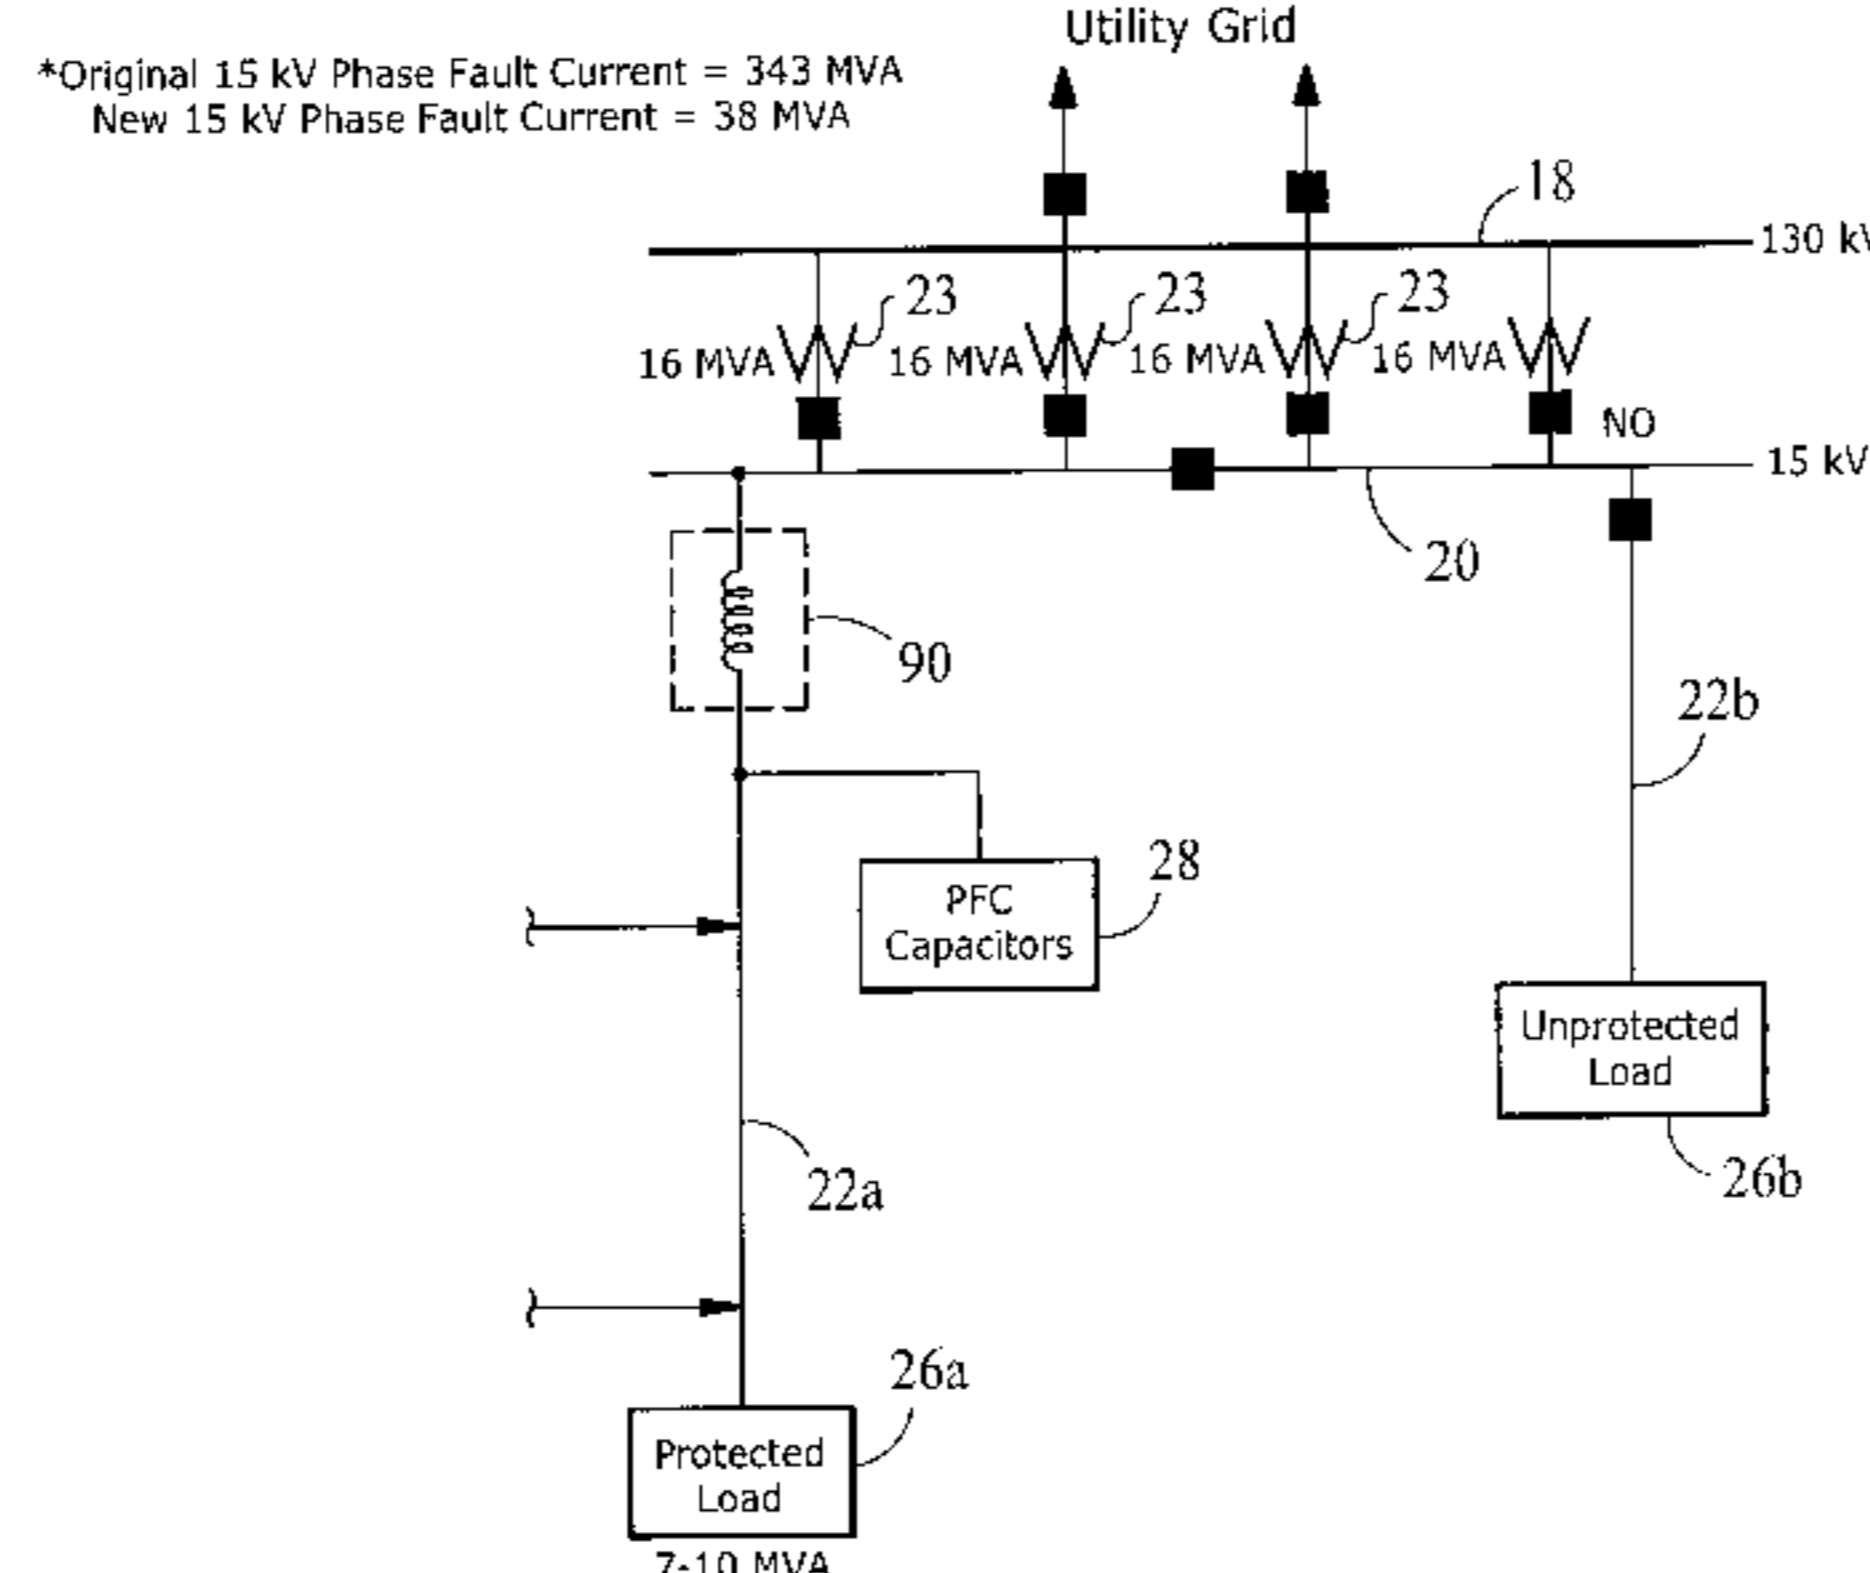 Utility Grid
*Original 15 kV Phase Fault Current = 343 MVA
New 15 kV Phase Fault Current = 38 MVA
18
130 kV
23
23
23
16 MVA
16 MVA
16 MVA
16 MVA
NO
15 kV
20
90
22b
28
PFC
Capacitors
Unprotected
Load
22a
26b
26a
Protected
Load
7-10 MVA